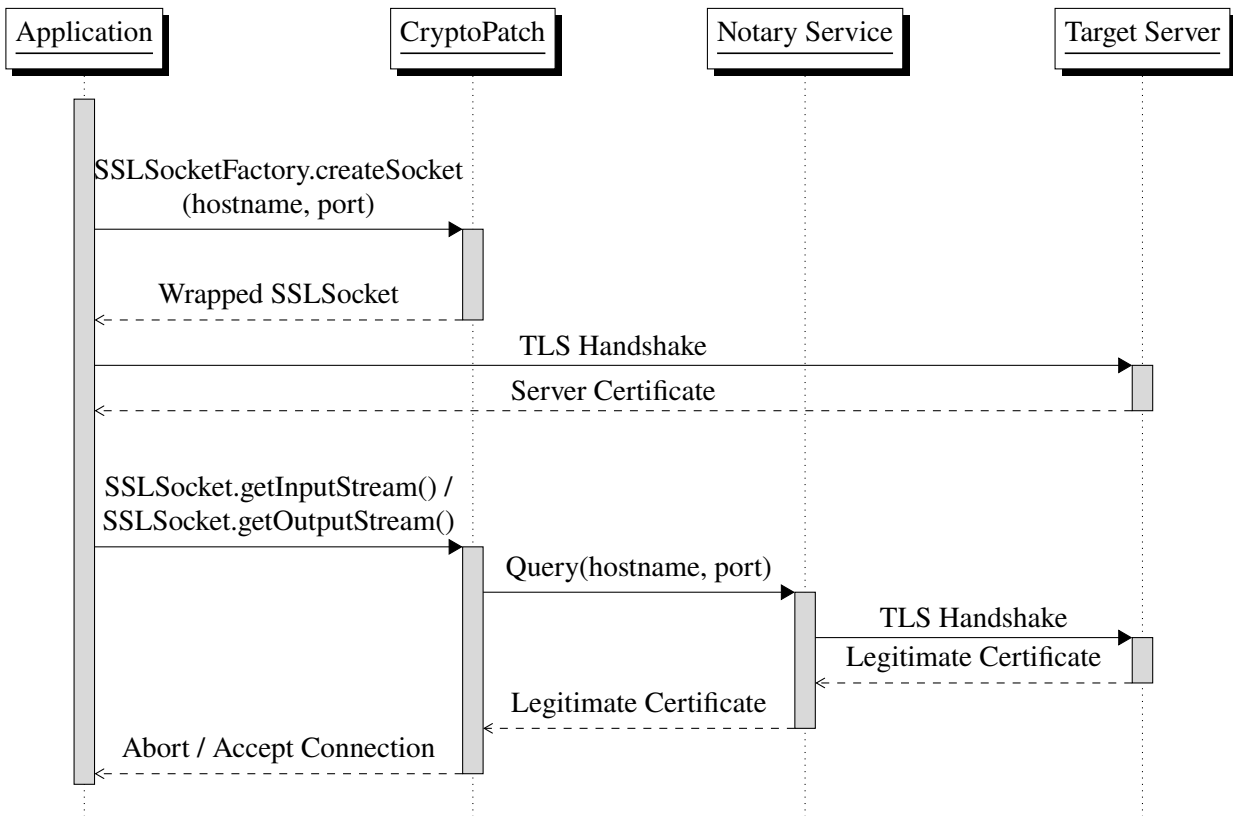 Application
CryptoPatch
Notary Service
Target Server
SSLSocketFactory.createSocket
(hostname, port)
Wrapped SSLSocket
TLS Handshake
Server Certificate
SSLSocket.getInputStream() /
SSLSocket.getOutputStream()
Query(hostname, port)
TLS Handshake
Legitimate Certificate
Legitimate Certificate
Abort / Accept Connection